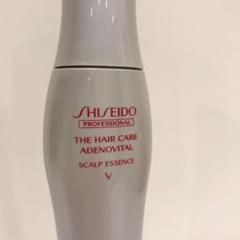 SHISEIDO
PROFESSIONAL
THE HAIR CARE
ADENOVITAL
SCALP ESSENCE
V